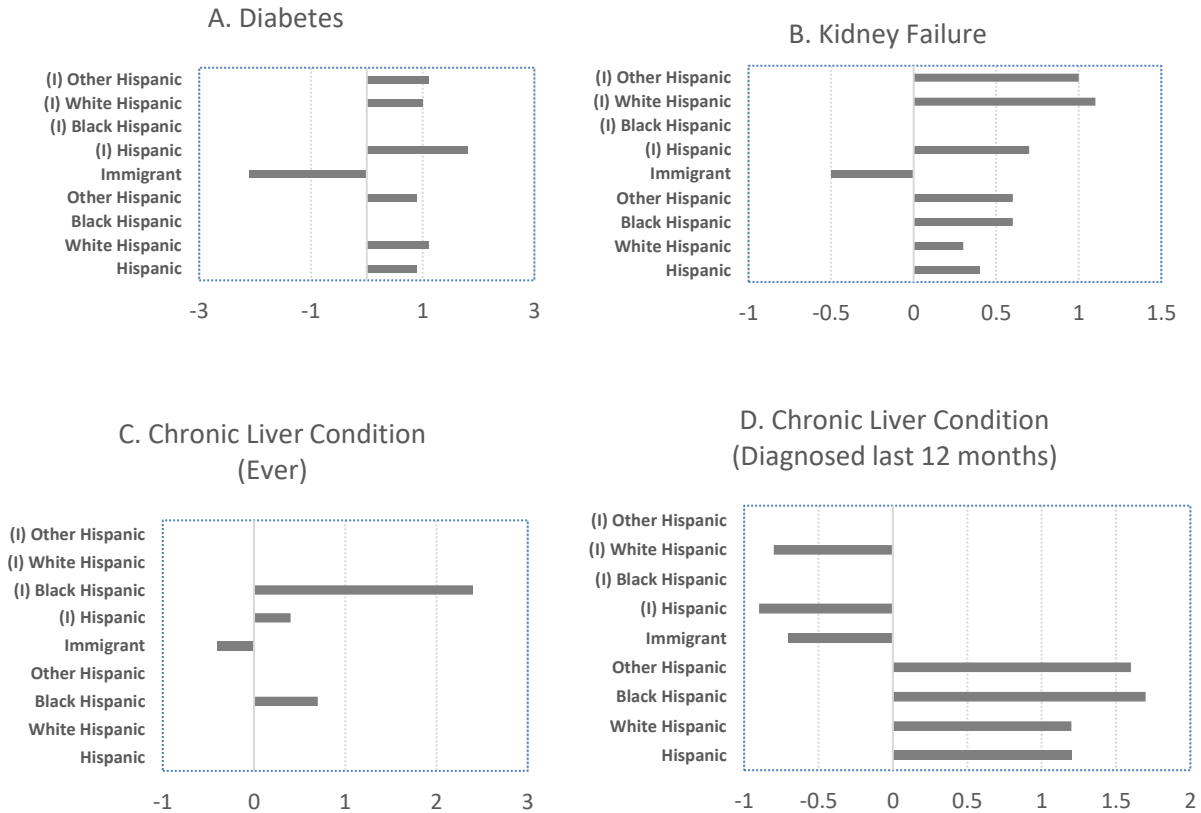 A. Diabetes
(I) Other Hispanic
(I) White Hispanic
(I) Black Hispanic
(I) Hispanic
Immigrant
Other Hispanic
Black Hispanic
White Hispanic
Hispanic
-3 -1 1 3
B. Kidney Failure
(I) Other Hispanic
(I) White Hispanic
(I) Black Hispanic
(I) Hispanic
Immigrant
Other Hispanic
Black Hispanic
White Hispanic
Hispanic
-1 -0.5 0 0.5 1 1.5
C. Chronic Liver Condition
(Ever)
(I) Other Hispanic
(I) White Hispanic
(I) Black Hispanic
(I) Hispanic
Immigrant
Other Hispanic
Black Hispanic
White Hispanic
Hispanic
-1 0 1 2 3
D. Chronic Liver Condition
(Diagnosed last 12 months)
(I) Other Hispanic
(I) White Hispanic
(I) Black Hispanic
(I) Hispanic
Immigrant
Other Hispanic
Black Hispanic
White Hispanic
Hispanic
-1 -0.5 0 0.5 1 1.5 2